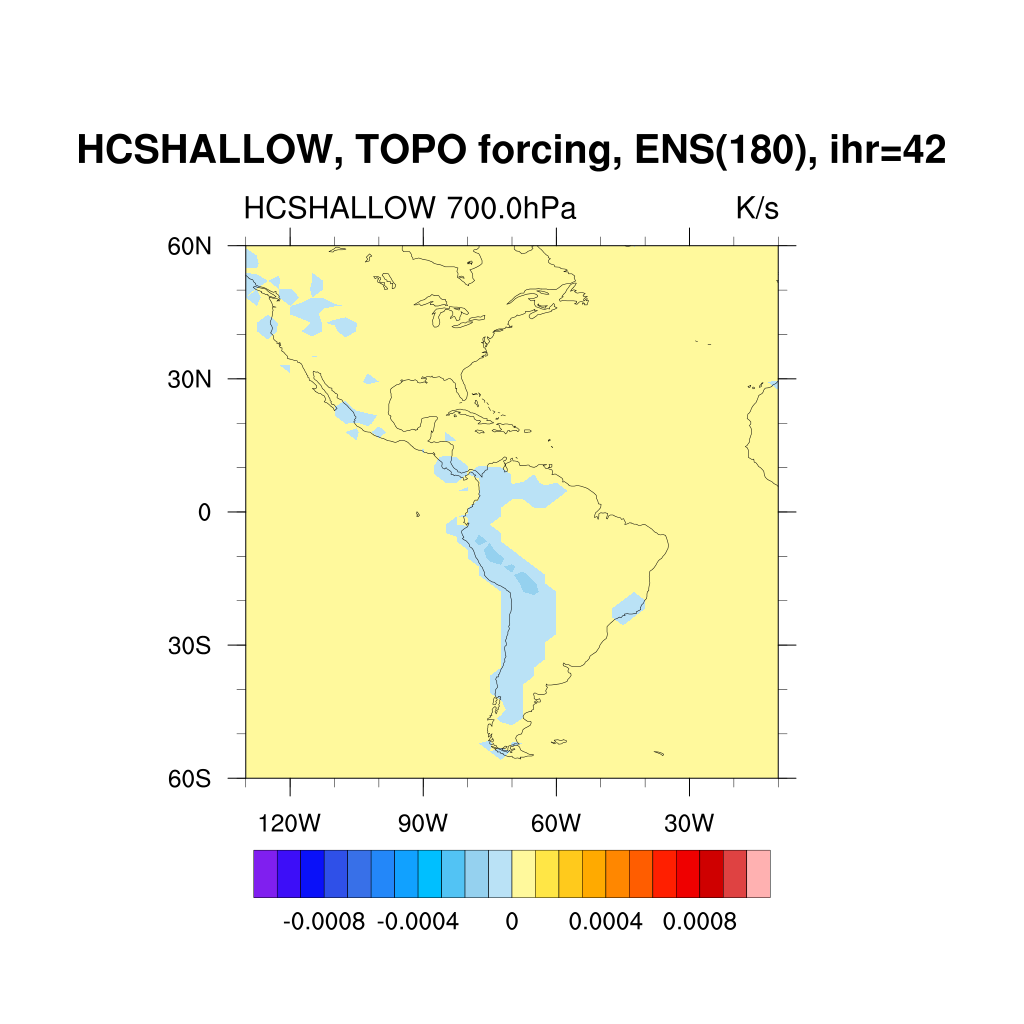 HCSHALLOW, TOPO forcing, ENS(180), ihr=42
HCSHALLOW 700.0hPa K/s
60N
30N
0
30S
60S
120W 90W 60W 30W
-0.0008 -0.0004 0 0.0004 0.0008